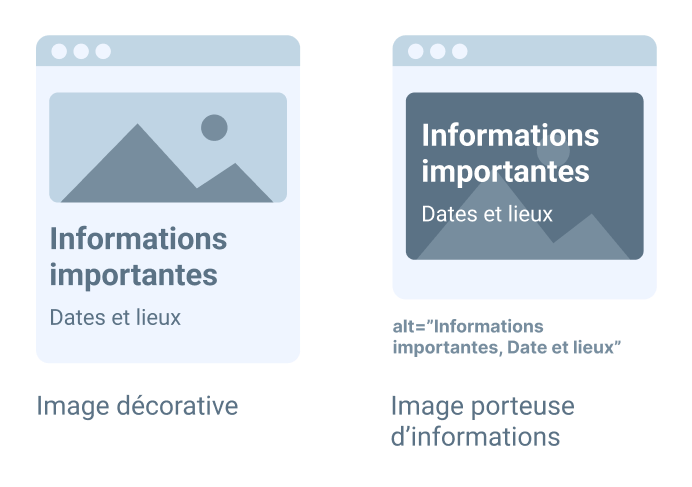 Informations
importantes
Dates et lieux
Image décorative
Informations
importantes
Dates et lieux
alt=”Informations
importantes, Date et lieux”
Image porteuse
d’informations